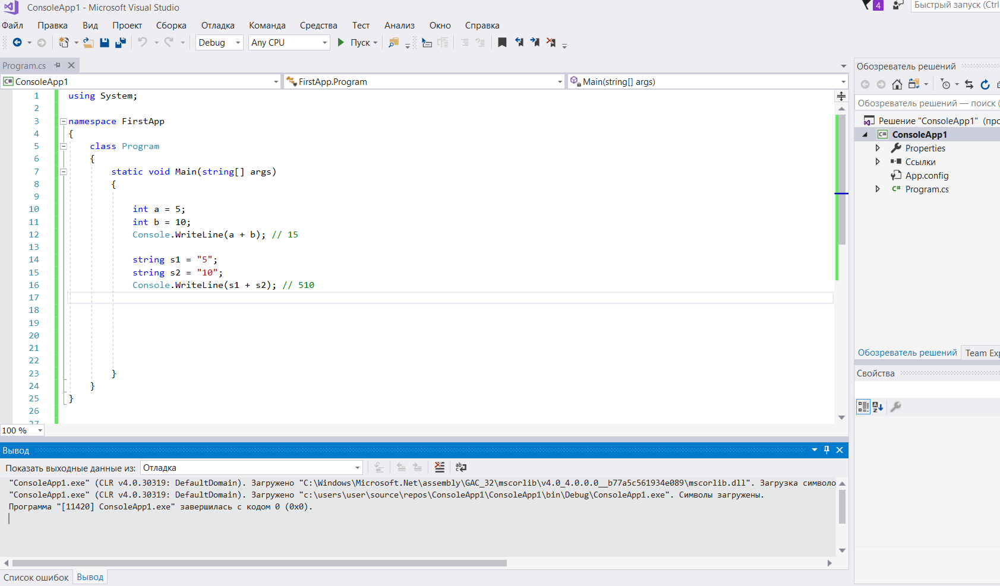 ConsoleApp1 - Microsoft Visual Studio
4
Быстрый запуск (Ctrl
Файл Правка Вид Проект Сборка Отладка Команда Средства Тест Анализ Окно Справка
Debug Any CPU Пуск
Program.cs
ConsoleApp1 FirstApp.Program Main(string[] args)
1 using System;
2
3 namespace FirstApp
4 {
5 class Program
6 {
7 static void Main(string[] args)
8 {
9
10 int a = 5;
11 int b = 10;
12 Console.WriteLine(a + b); // 15
13
14 string s1 = "5";
15 string s2 = "10";
16 Console.WriteLine(s1 + s2); // 510
17
18
19
20
21
22
23 }
24 }
25 }
26
27
100 %
Обозреватель решений
Обозреватель решений — поиск (
Решение "ConsoleApp1" (про
C# ConsoleApp1
Properties
Ссылки
App.config
C# Program.cs
Обозреватель решений Team Exp
Свойства
Вывод
Показать выходные данные из: Отладка
"ConsoleApp1.exe" (CLR v4.0.30319: DefaultDomain). Загружено "C:\Windows\Microsoft.Net\assembly\GAC_32\mscorlib\v4.0_4.0.0.0__b77a5c561934e089\mscorlib.dll". Загрузка символо
"ConsoleApp1.exe" (CLR v4.0.30319: DefaultDomain). Загружено "c:\users\user\source\repos\ConsoleApp1\ConsoleApp1\bin\Debug\ConsoleApp1.exe". Символы загружены.
Программа "[11420] ConsoleApp1.exe" завершилась с кодом 0 (0x0).
Список ошибок Вывод